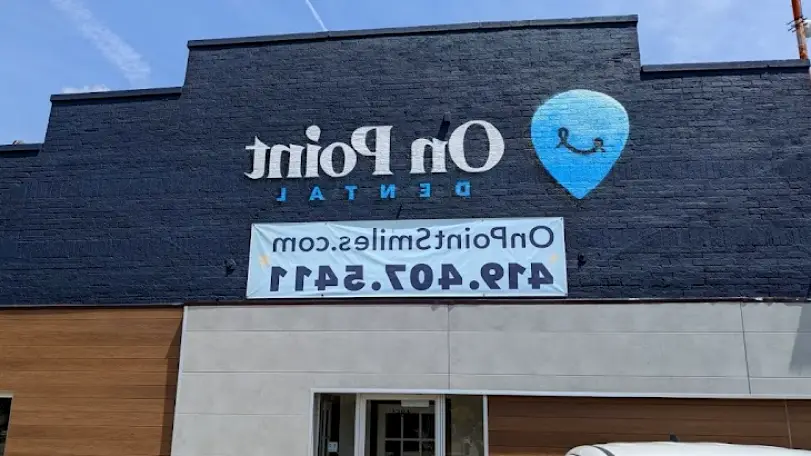 On Point
DENTAL
OnPointSmiles.com
419.407.5411